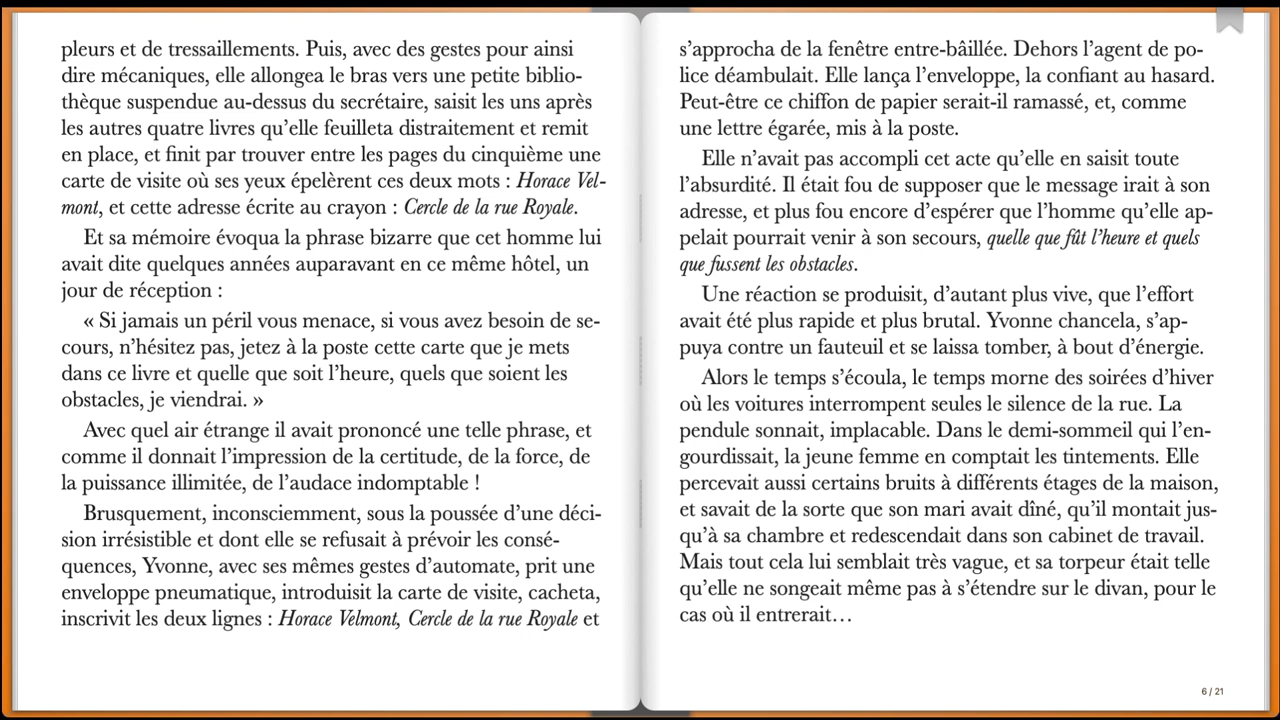 pleurs et de tressaillements. Puis, avec des gestes pour ainsi
dire mécaniques, elle allongea le bras vers une petite biblio-
thèque suspendue au-dessus du secrétaire, saisit les uns après
les autres quatre livres qu’elle feuilleta distraitement et remit
en place, et finit par trouver entre les pages du cinquième une
carte de visite où ses yeux épelèrent ces deux mots : Horace Vel-
mont, et cette adresse écrite au crayon : Cercle de la rue Royale.
Et sa mémoire évoqua la phrase bizarre que cet homme lui
avait dite quelques années auparavant en ce même hôtel, un
jour de réception :
« Si jamais un péril vous menace, si vous avez besoin de se-
cours, n’hésitez pas, jetez à la poste cette carte que je mets
dans ce livre et quelle que soit l’heure, quels que soient les
obstacles, je viendrai. »
Avec quel air étrange il avait prononcé une telle phrase, et
comme il donnait l’impression de la certitude, de la force, de
la puissance illimitée, de l’audace indomptable !
Brusquement, inconsciemment, sous la poussée d’une déci-
sion irrésistible et dont elle se refusait à prévoir les consé-
quences, Yvonne, avec ses mêmes gestes d’automate, prit une
enveloppe pneumatique, introduisit la carte de visite, cacheta,
inscrivit les deux lignes : Horace Velmont, Cercle de la rue Royale et
s’approcha de la fenêtre entre-bâillée. Dehors l’agent de po-
lice déambulait. Elle lança l’enveloppe, la confiant au hasard.
Peut-être ce chiffon de papier serait-il ramassé, et, comme
une lettre égarée, mis à la poste.
Elle n’avait pas accompli cet acte qu’elle en saisit toute
l’absurdité. Il était fou de supposer que le message irait à son
adresse, et plus fou encore d’espérer que l’homme qu’elle ap-
pelait pourrait venir à son secours, quelle que fût l’heure et quels
que fussent les obstacles.
Une réaction se produisit, d’autant plus vive, que l’effort
avait été plus rapide et plus brutal. Yvonne chancela, s’ap-
puya contre un fauteuil et se laissa tomber, à bout d’énergie.
Alors le temps s’écoula, le temps morne des soirées d’hiver
où les voitures interrompent seules le silence de la rue. La
pendule sonnait, implacable. Dans le demi-sommeil qui l’en-
gourdissait, la jeune femme en comptait les tintements. Elle
percevait aussi certains bruits à différents étages de la maison,
et savait de la sorte que son mari avait dîné, qu’il montait jus-
qu’à sa chambre et redescendait dans son cabinet de travail.
Mais tout cela lui semblait très vague, et sa torpeur était telle
qu’elle ne songeait même pas à s’étendre sur le divan, pour le
cas où il entrerait…
6 / 21